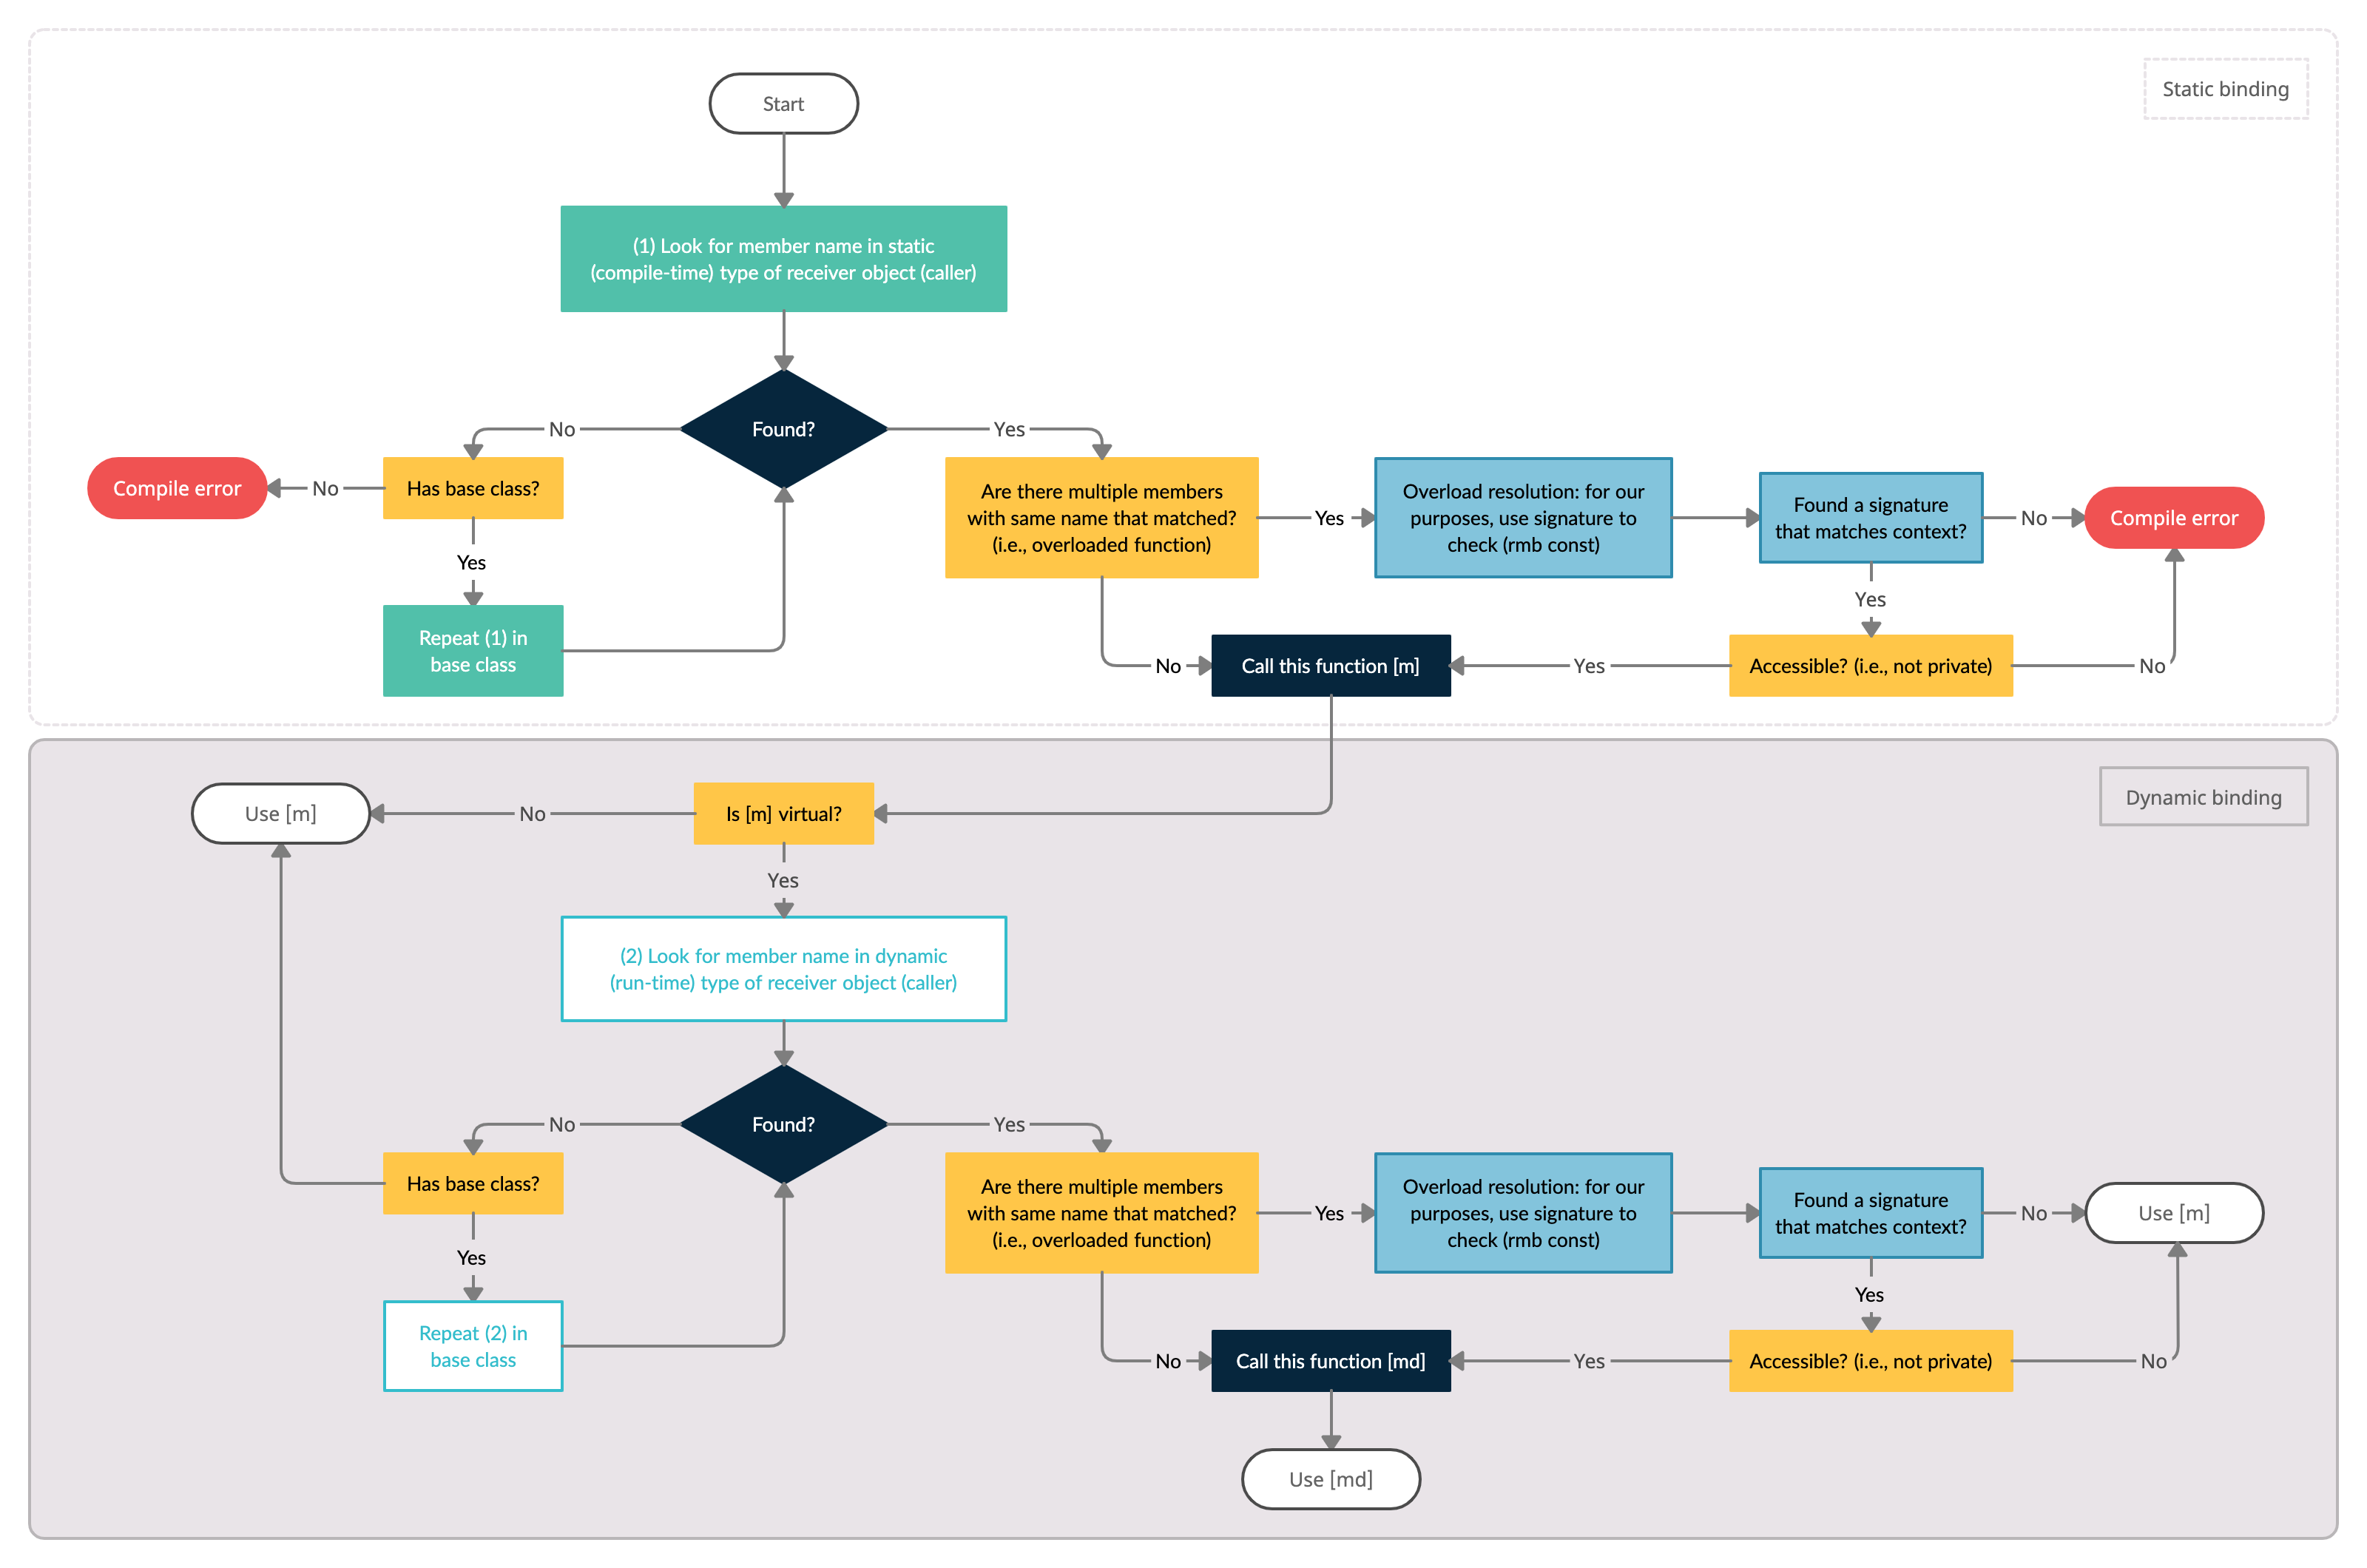 Static binding
Start
(1) Look for member name in static
(compile-time) type of receiver object (caller)
Found?
No
Yes
Has base class?
No
Compile error
Yes
Repeat (1) in
base class
Are there multiple members
with same name that matched?
(i.e., overloaded function)
Yes
Overload resolution: for our
purposes, use signature to
check (rmb const)
Found a signature
that matches context?
No
Compile error
Yes
No
Call this function [m]
Yes
Accessible? (i.e., not private)
No
Dynamic binding
Use [m]
No
Is [m] virtual?
Yes
(2) Look for member name in dynamic
(run-time) type of receiver object (caller)
Found?
No
Yes
Has base class?
Yes
Repeat (2) in
base class
Are there multiple members
with same name that matched?
(i.e., overloaded function)
Yes
Overload resolution: for our
purposes, use signature to
check (rmb const)
Found a signature
that matches context?
No
Use [m]
Yes
No
Call this function [md]
Yes
Accessible? (i.e., not private)
No
Use [md]